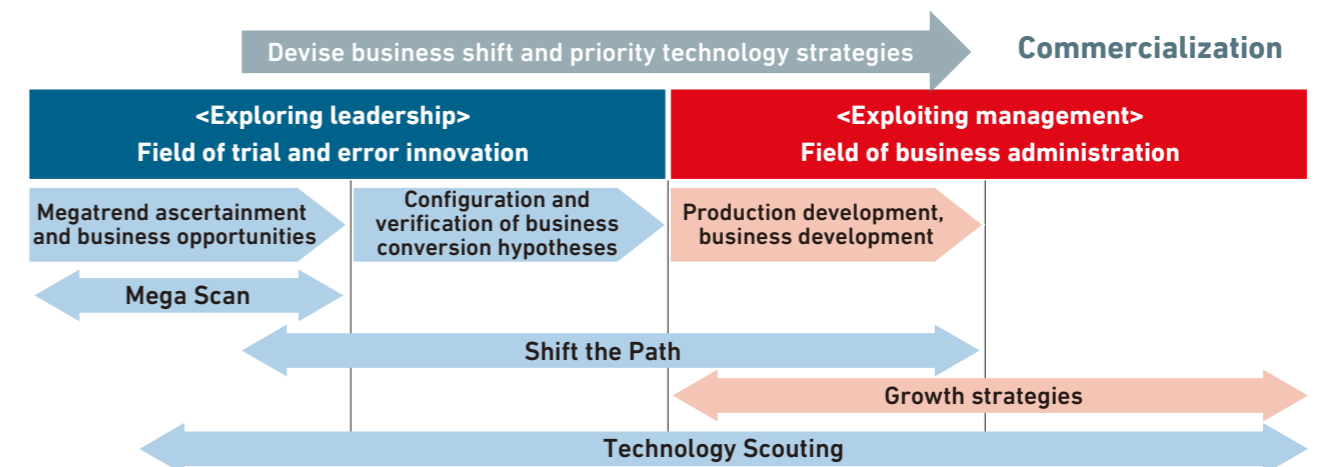 Devise business shift and priority technology strategies
Commercialization
<Exploring leadership>
Field of trial and error innovation
<Exploiting management>
Field of business administration
Megatrend ascertainment
and business opportunities
Configuration and
verification of business
conversion hypotheses
Production development,
business development
Mega Scan
Shift the Path
Growth strategies
Technology Scouting